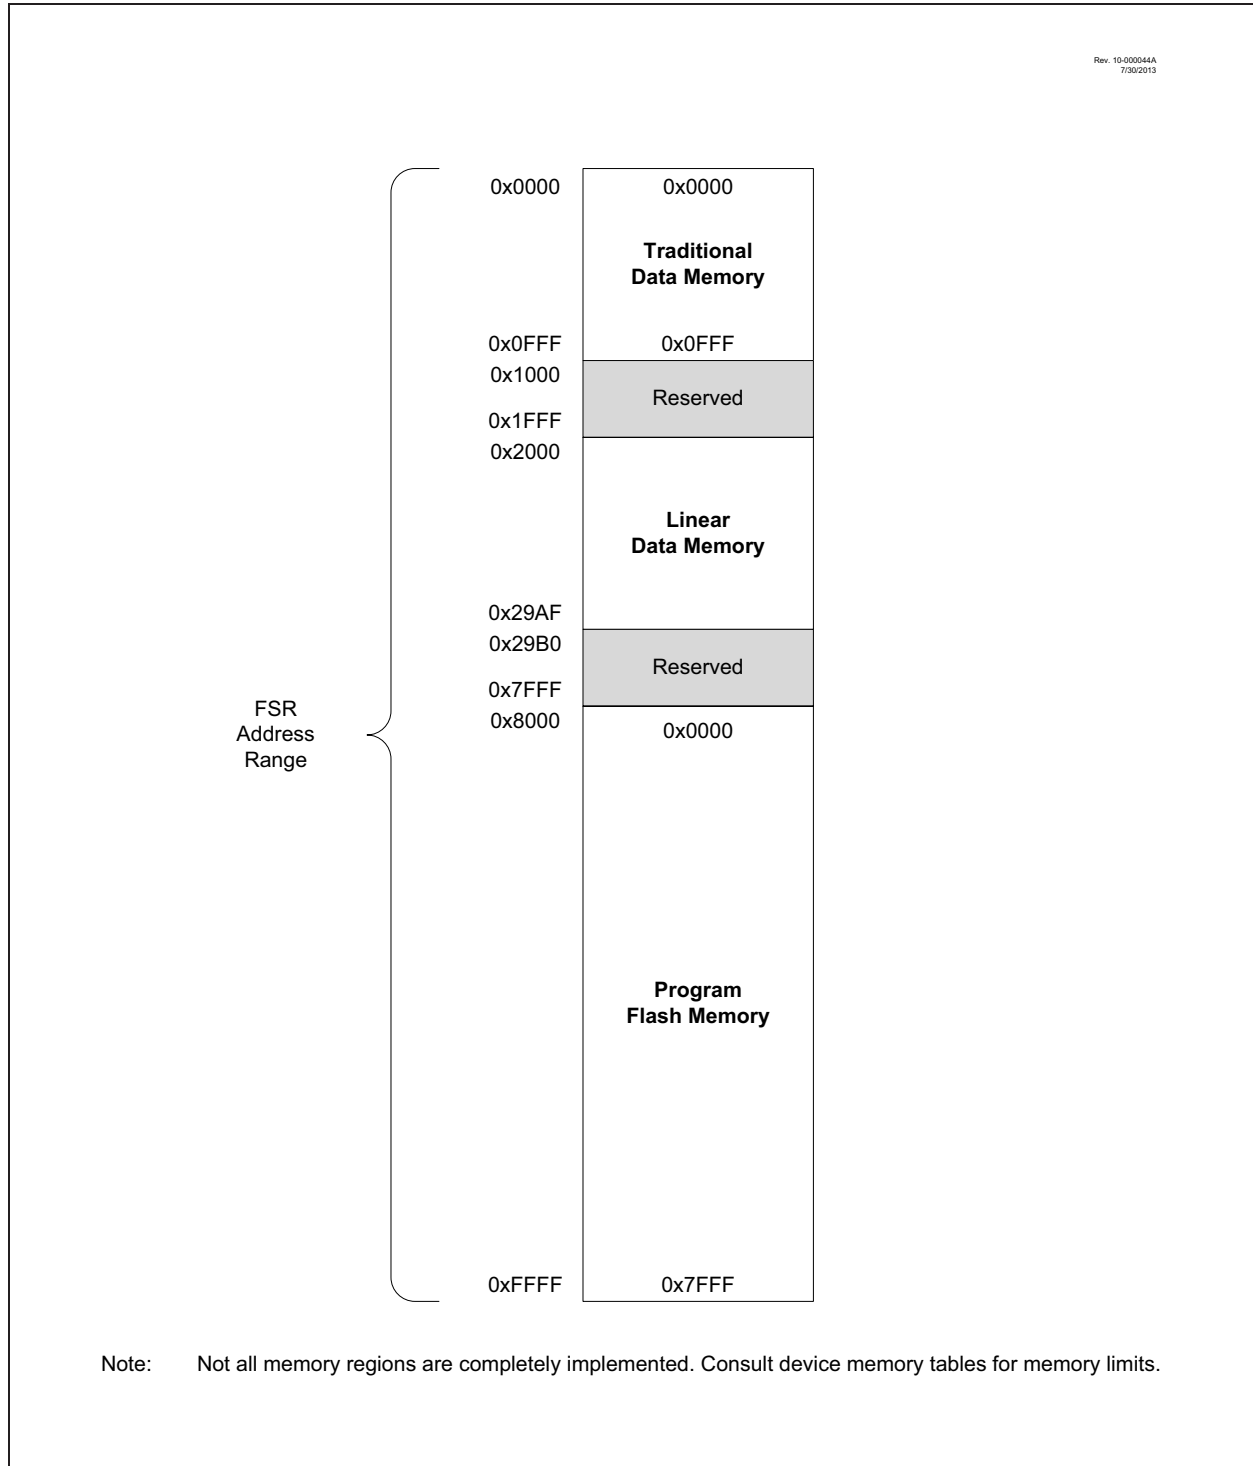 Rev. 10-000044A
7/30/2013
0x0000 0x0000
Traditional
Data Memory
0x0FFF 0x0FFF
0x1000
Reserved
0x1FFF
0x2000
Linear
Data Memory
0x29AF
0x29B0
Reserved
0x7FFF
0x8000 0x0000
FSR
Address
Range
Program
Flash Memory
0xFFFF 0x7FFF
Note: Not all memory regions are completely implemented. Consult device memory tables for memory limits.